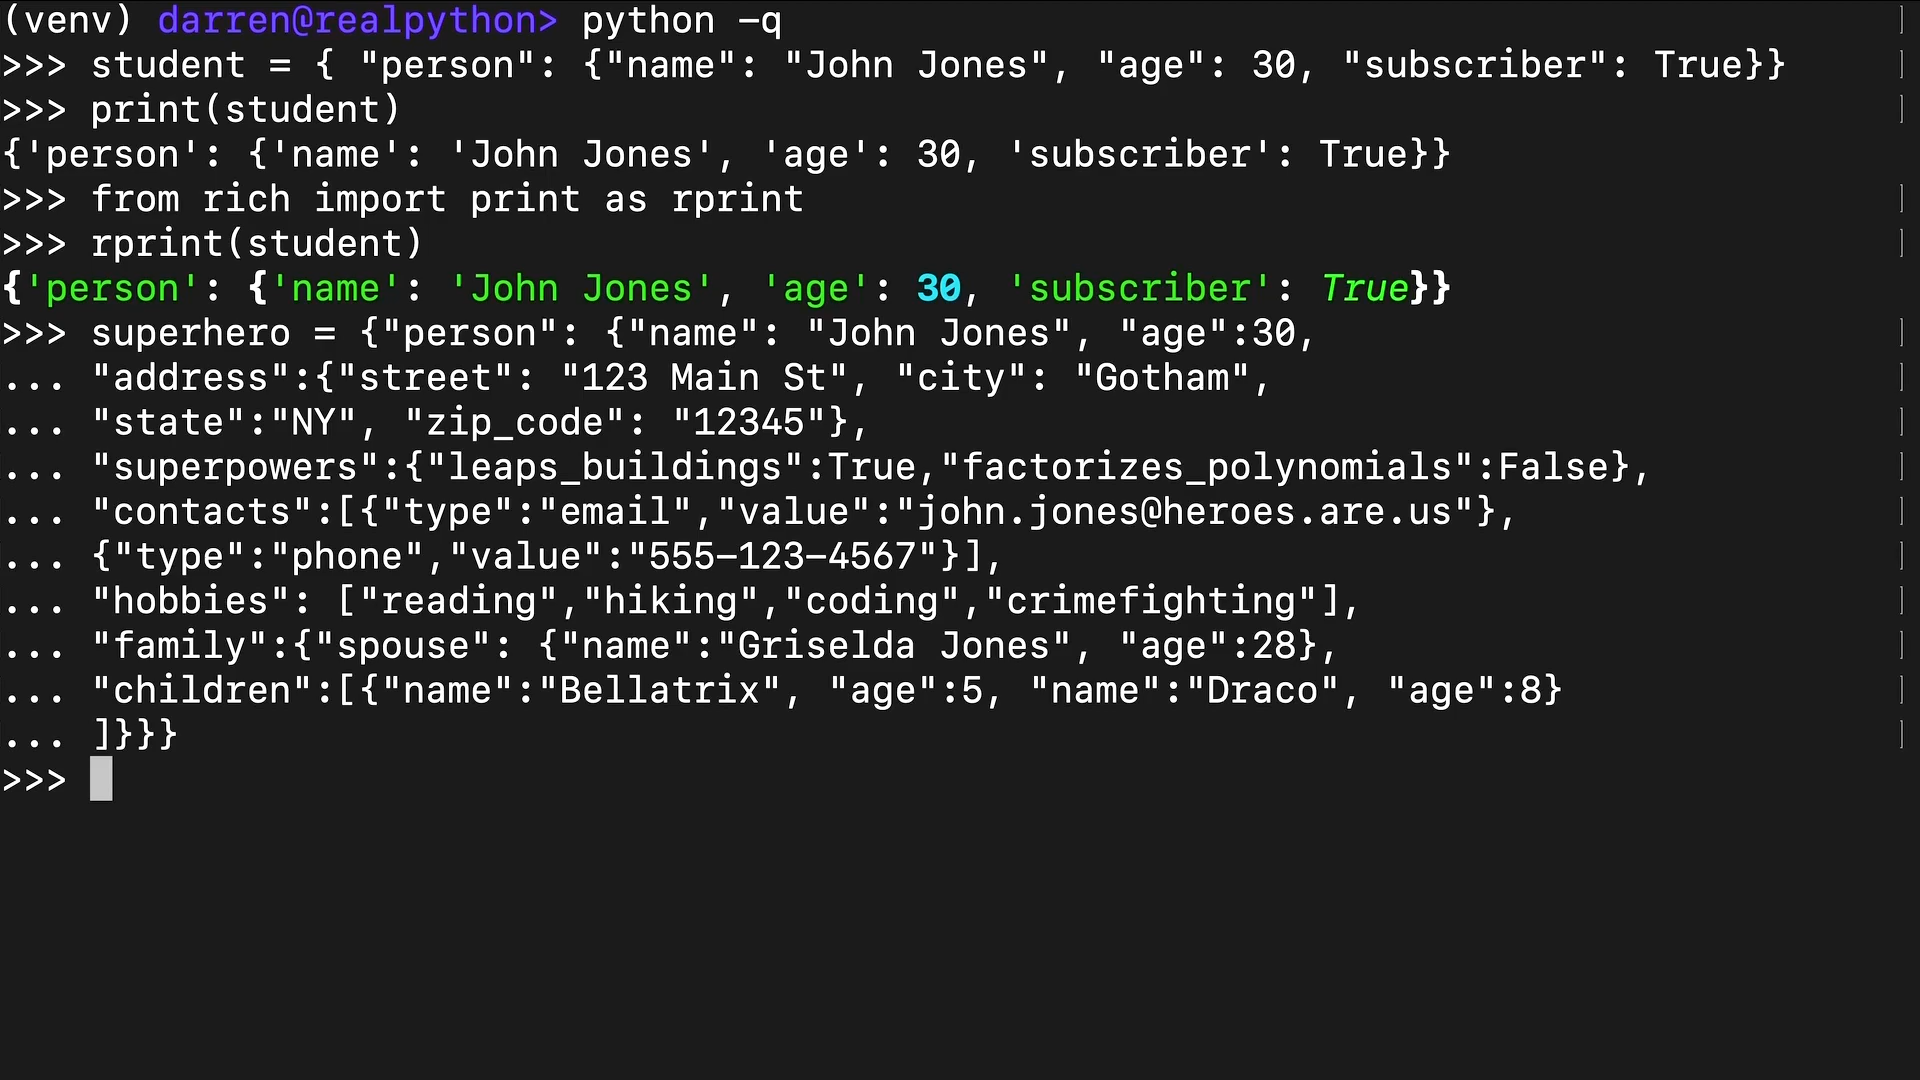 (venv) darren@realpython> python -q
>>> student = { "person": {"name": "John Jones", "age": 30, "subscriber": True}}
>>> print(student)
{'person': {'name': 'John Jones', 'age': 30, 'subscriber': True}}
>>> from rich import print as rprint
>>> rprint(student)
{'person': {'name': 'John Jones', 'age': 30, 'subscriber': True}}
>>> superhero = {"person": {"name": "John Jones", "age":30,
... "address":{"street": "123 Main St", "city": "Gotham",
... "state":"NY", "zip_code": "12345"},
... "superpowers":{"leaps_buildings":True,"factorizes_polynomials":False},
... "contacts":[{"type":"email","value":"john.jones@heroes.are.us"},
... {"type":"phone","value":"555-123-4567"}],
... "hobbies": ["reading","hiking","coding","crimefighting"],
... "family":{"spouse": {"name":"Griselda Jones", "age":28},
... "children":[{"name":"Bellatrix", "age":5, "name":"Draco", "age":8}
... ]}}}
>>>